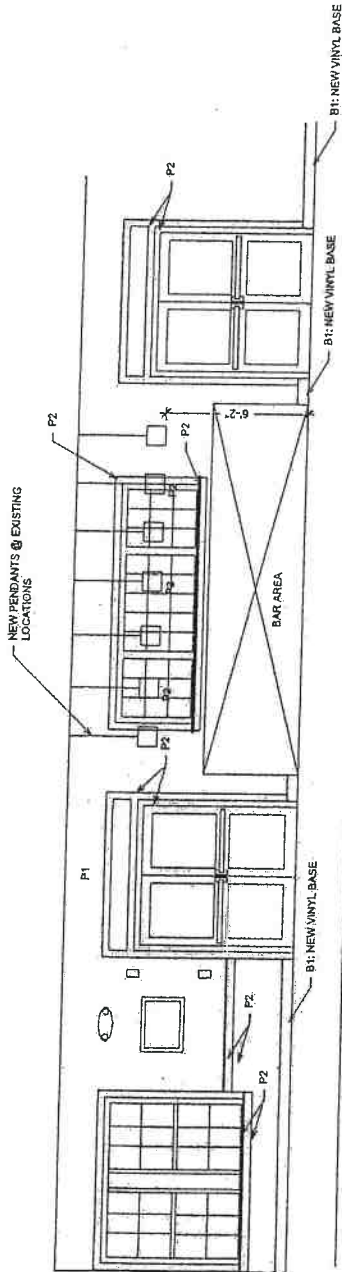 NEW PENDANTS @ EXISTING
LOCATIONS
P2
P2
P2
P2
P2
P2
P1
P2
P2
P2
6'-2"
BAR AREA
B1: NEW VINYL BASE
B1: NEW VINYL BASE
B1: NEW VINYL BASE